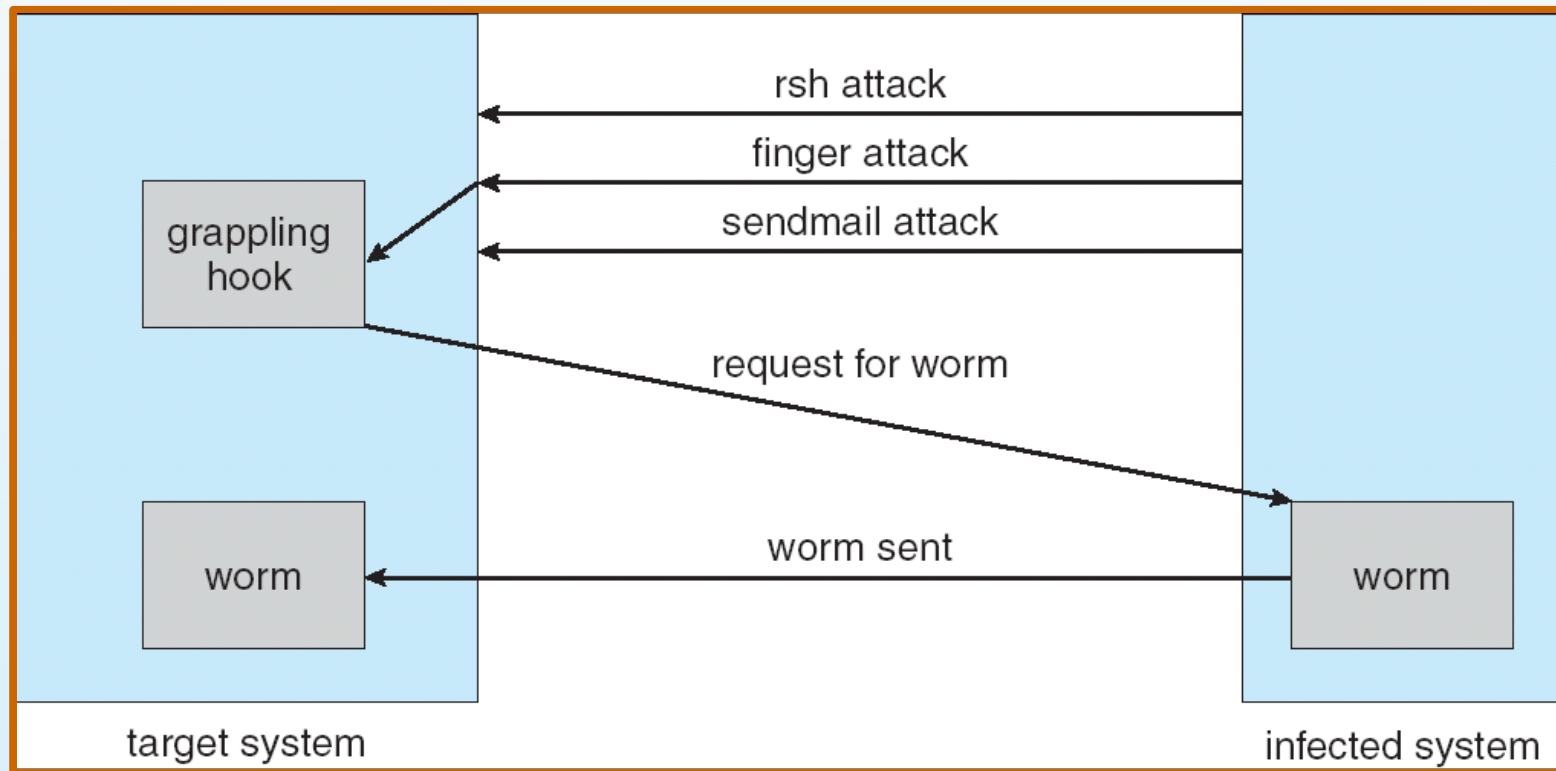 rsh attack
finger attack
sendmail attack
grappling
hook
request for worm
worm sent
worm
worm
target system
infected system